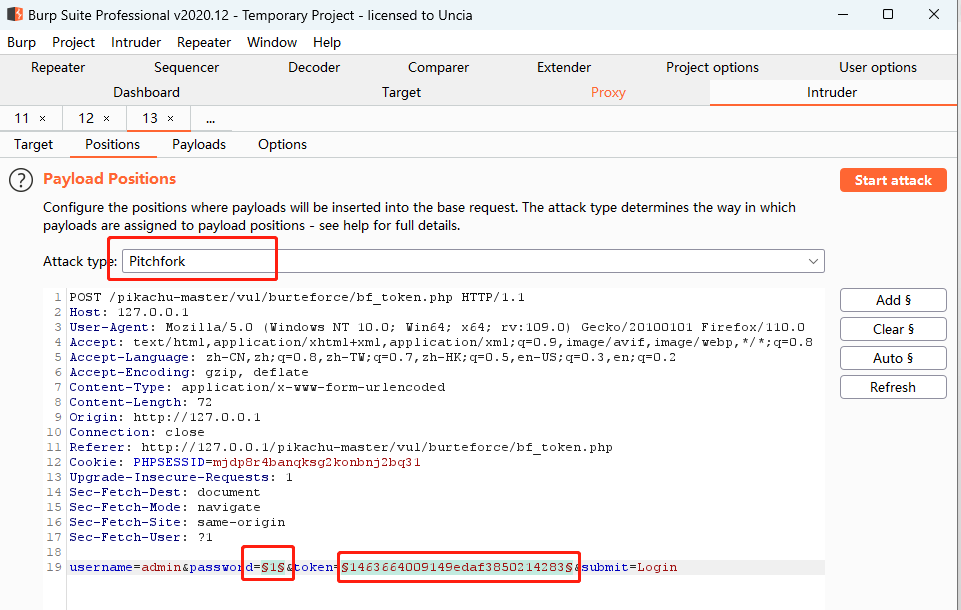 Burp Suite Professional v2020.12 - Temporary Project - licensed to Uncia
Burp Project Intruder Repeater Window Help
Repeater Sequencer Decoder Comparer Extender Project options User options
Dashboard Target Proxy Intruder
11 × 12 × 13 × ...
Target Positions Payloads Options
? Payload Positions
Start attack
Configure the positions where payloads will be inserted into the base request. The attack type determines the way in which
payloads are assigned to payload positions - see help for full details.
Attack type: Pitchfork
1 POST /pikachu-master/vul/burteforce/bf_token.php HTTP/1.1
2 Host: 127.0.0.1
3 User-Agent: Mozilla/5.0 (Windows NT 10.0; Win64; x64; rv:109.0) Gecko/20100101 Firefox/110.0
4 Accept: text/html,application/xhtml+xml,application/xml;q=0.9,image/avif,image/webp,*/*;q=0.8
5 Accept-Language: zh-CN,zh;q=0.8,zh-TW;q=0.7,zh-HK;q=0.5,en-US;q=0.3,en;q=0.2
6 Accept-Encoding: gzip, deflate
7 Content-Type: application/x-www-form-urlencoded
8 Content-Length: 72
9 Origin: http://127.0.0.1
10 Connection: close
11 Referer: http://127.0.0.1/pikachu-master/vul/burteforce/bf_token.php
12 Cookie: PHPSESSID=mjdp8r4banqksg2konbnj2bq31
13 Upgrade-Insecure-Requests: 1
14 Sec-Fetch-Dest: document
15 Sec-Fetch-Mode: navigate
16 Sec-Fetch-Site: same-origin
17 Sec-Fetch-User: ?1
18
19 username=admin&password=§1§&token=§1463664009149edaf3850214283§&submit=Login
Add §
Clear §
Auto §
Refresh